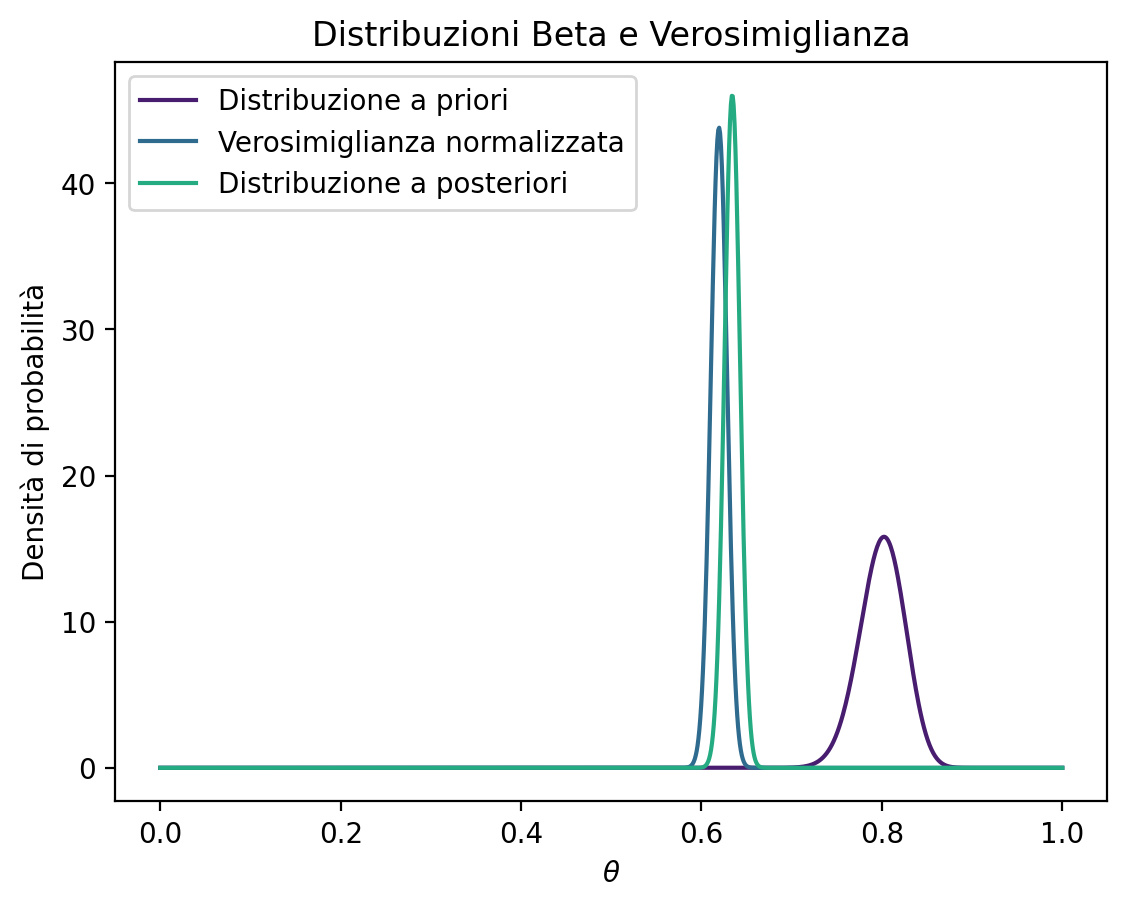 Distribuzioni Beta e Verosimiglianza
Distribuzione a priori
Verosimiglianza normalizzata
Distribuzione a posteriori
Densità di probabilità
40
30
20
10
0
0.0 0.2 0.4 0.6 0.8 1.0
θ